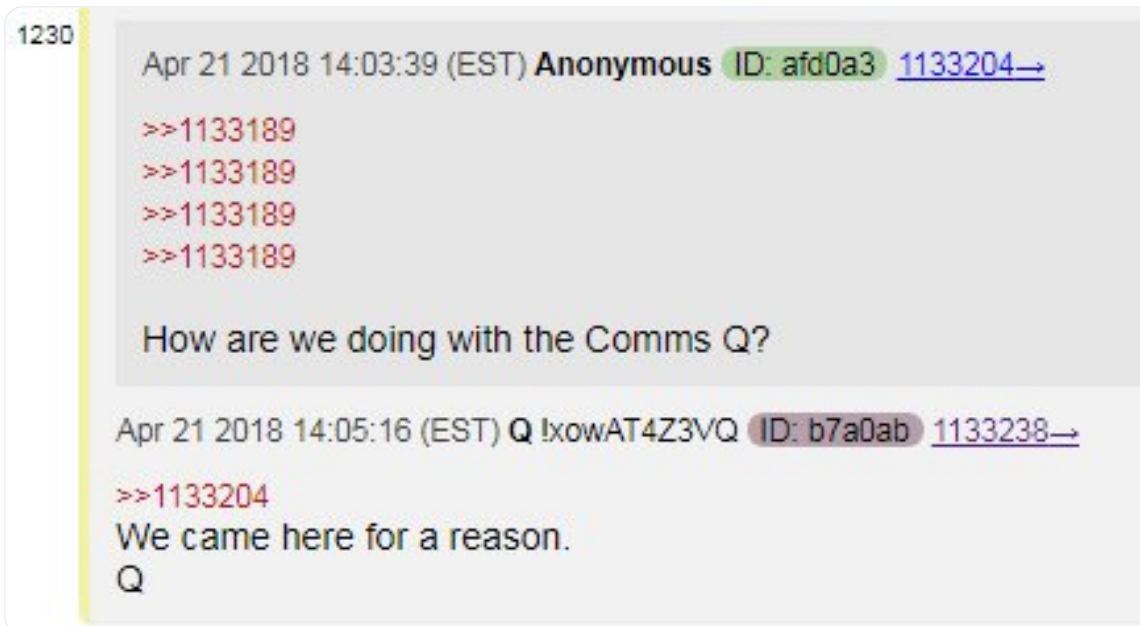 1230
Apr 21 2018 14:03:39 (EST) Anonymous ID: afd0a3 1133204→
>>1133189
>>1133189
>>1133189
>>1133189
How are we doing with the Comms Q?
Apr 21 2018 14:05:16 (EST) Q !xowAT4Z3VQ ID: b7a0ab 1133238→
>>1133204
We came here for a reason.
Q